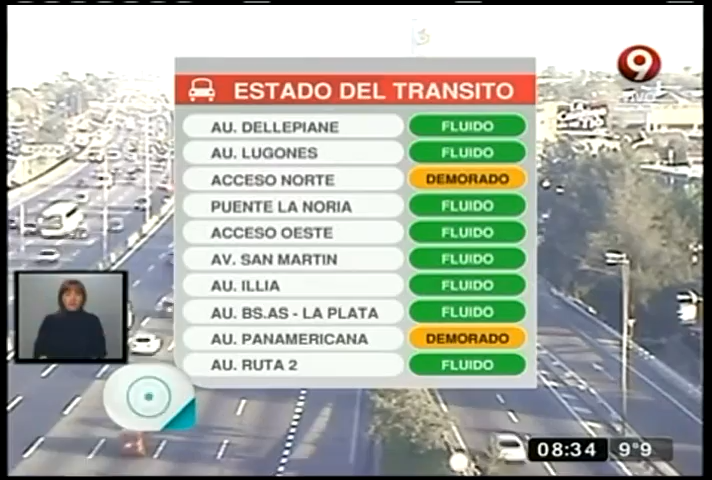 9
vivo
ESTADO DEL TRANSITO
AU. DELLEPIANE FLUIDO
AU. LUGONES FLUIDO
ACCESO NORTE DEMORADO
PUENTE LA NORIA FLUIDO
ACCESO OESTE FLUIDO
AV. SAN MARTIN FLUIDO
AU. ILLIA FLUIDO
AU. BS.AS - LA PLATA FLUIDO
AU. PANAMERICANA DEMORADO
AU. RUTA 2 FLUIDO
08:34 9°9